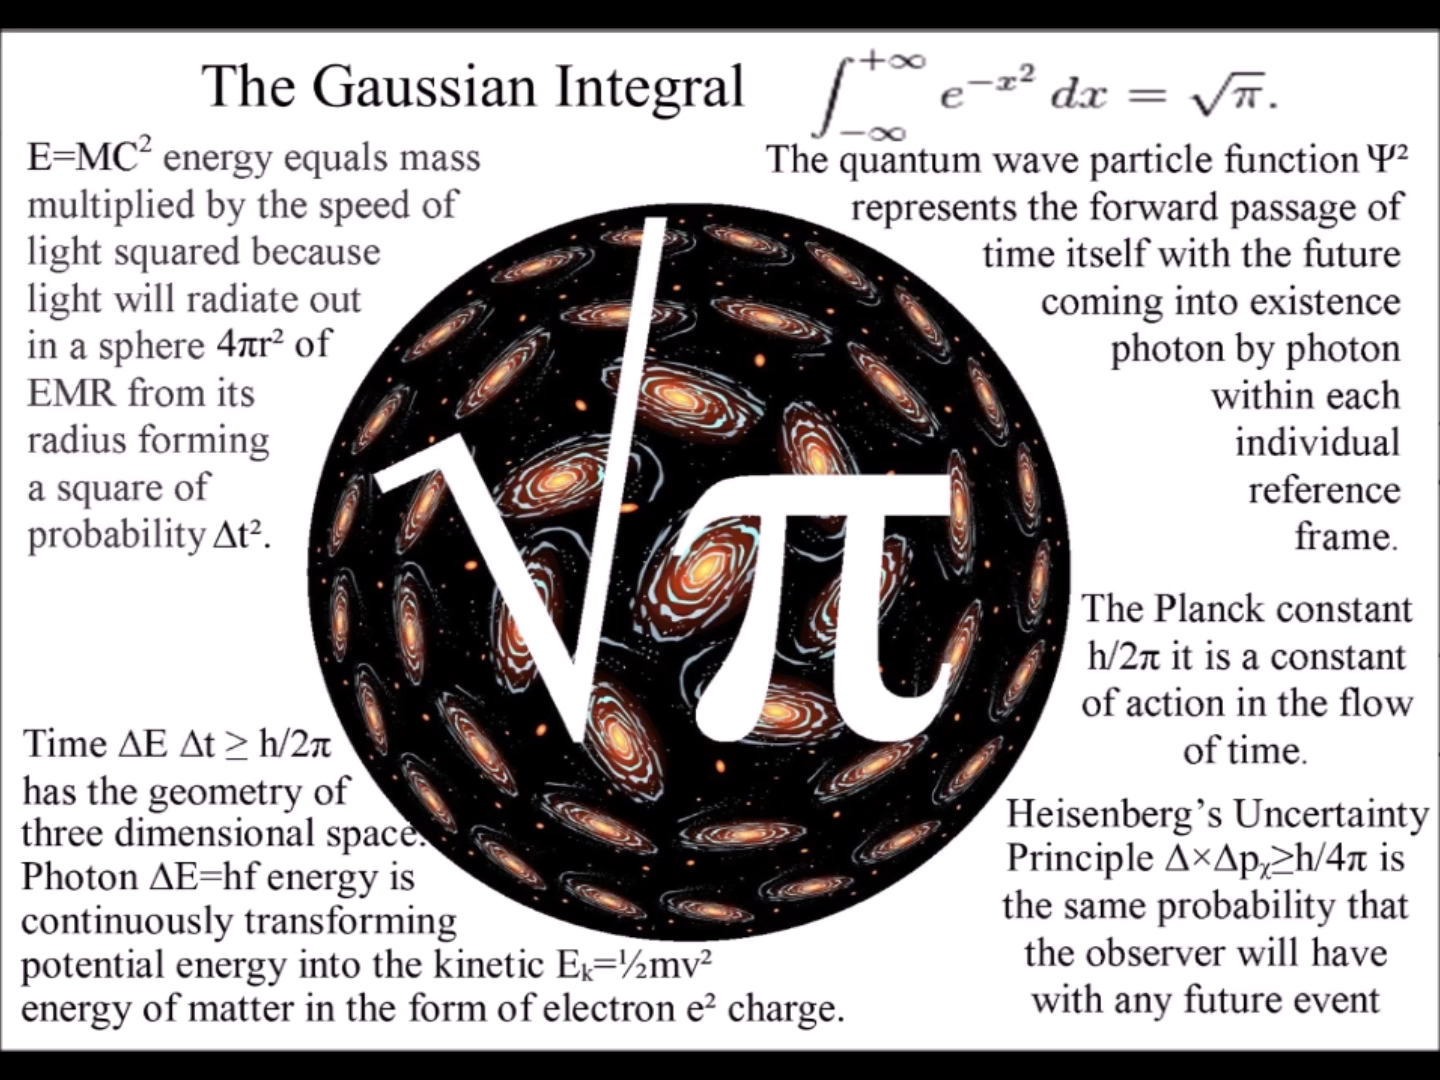 The Gaussian Integral
∫_{-∞}^{+∞} e^{-x²} dx = √π.
E=MC² energy equals mass
multiplied by the speed of
light squared because
light will radiate out
in a sphere 4πr² of
EMR from its
radius forming
a square of
probability Δt².
The quantum wave particle function Ψ²
represents the forward passage of
time itself with the future
coming into existence
photon by photon
within each
individual
reference
frame.
√π
The Planck constant
h/2π it is a constant
of action in the flow
of time.
Time ΔE Δt ≥ h/2π
has the geometry of
three dimensional space.
Photon ΔE=hf energy is
continuously transforming
potential energy into the kinetic Eₖ=½mv²
energy of matter in the form of electron e² charge.
Heisenberg's Uncertainty
Principle Δ×Δpᵪ≥h/4π is
the same probability that
the observer will have
with any future event